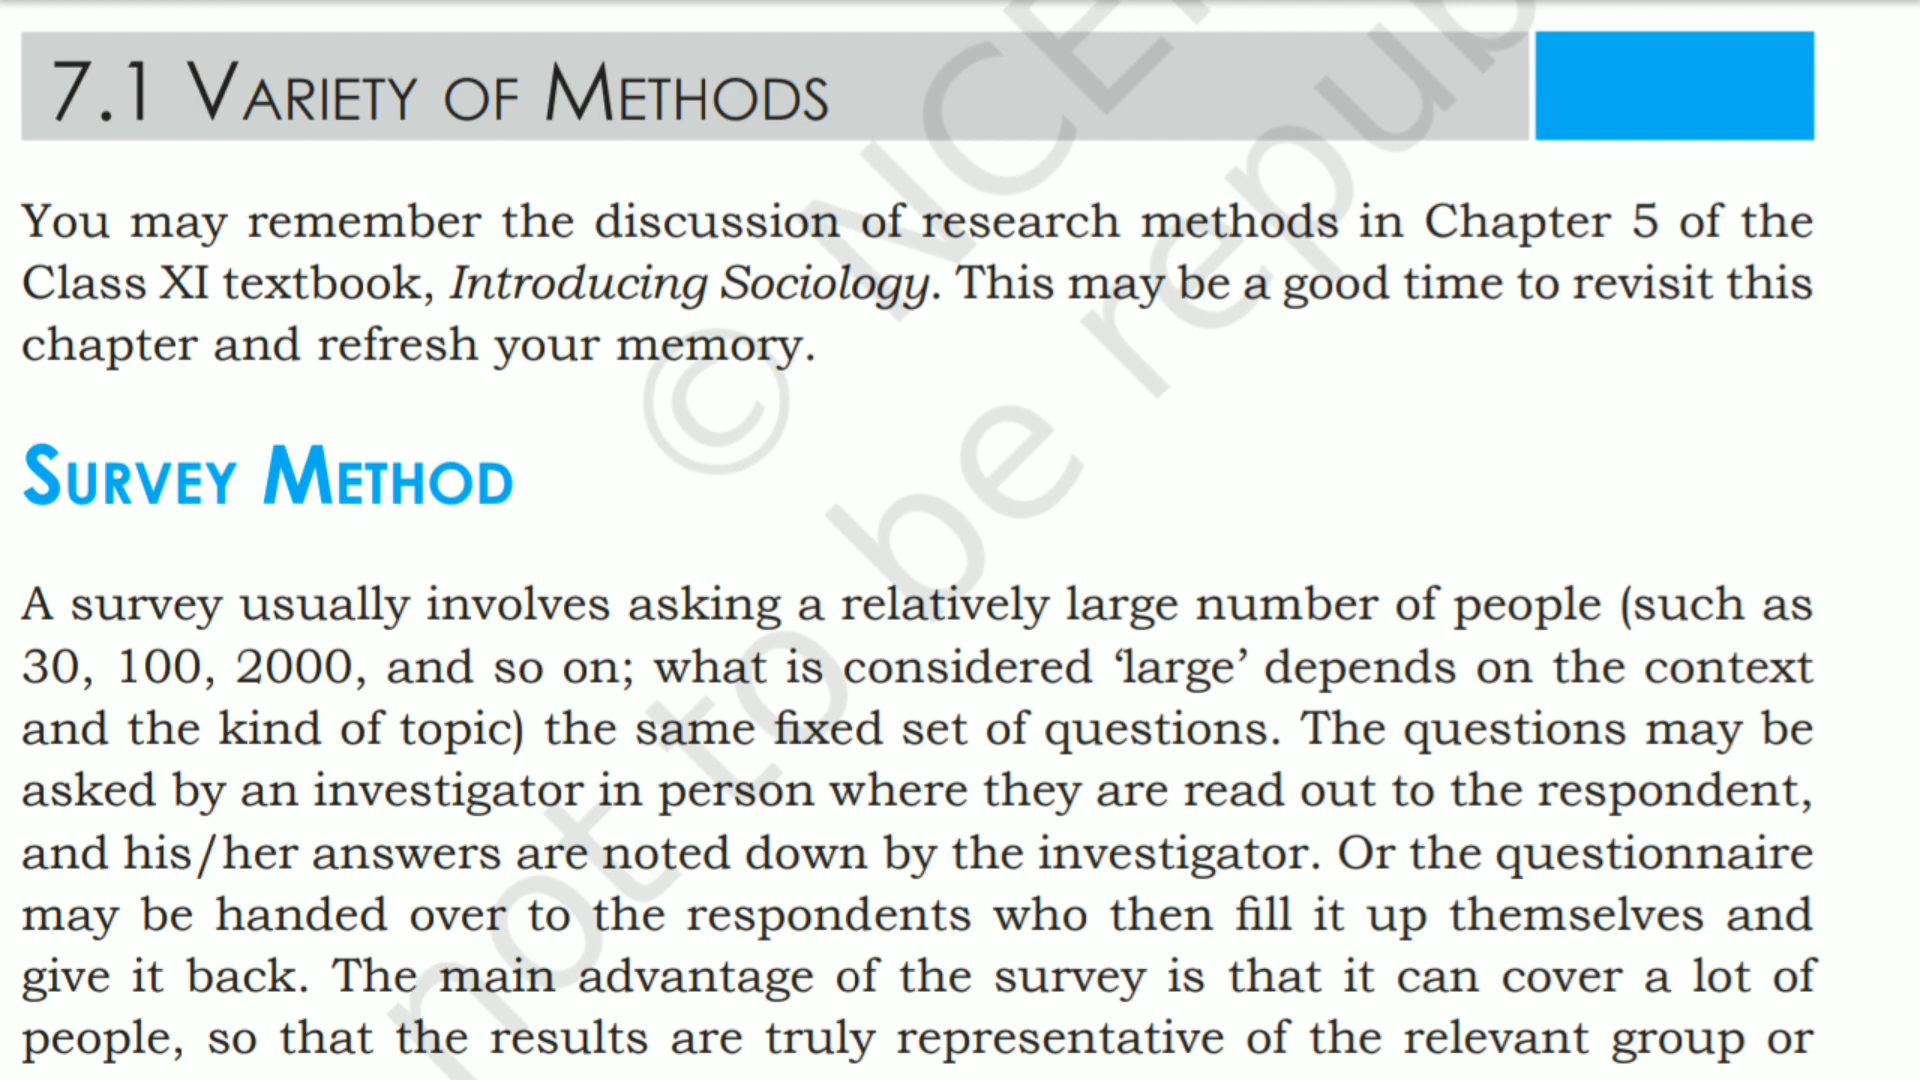 7.1 VARIETY OF METHODS
You may remember the discussion of research methods in Chapter 5 of the
Class XI textbook, Introducing Sociology. This may be a good time to revisit this
chapter and refresh your memory.
SURVEY METHOD
A survey usually involves asking a relatively large number of people (such as
30, 100, 2000, and so on; what is considered ‘large’ depends on the context
and the kind of topic) the same fixed set of questions. The questions may be
asked by an investigator in person where they are read out to the respondent,
and his/her answers are noted down by the investigator. Or the questionnaire
may be handed over to the respondents who then fill it up themselves and
give it back. The main advantage of the survey is that it can cover a lot of
people, so that the results are truly representative of the relevant group or
© NCE
not to be repub